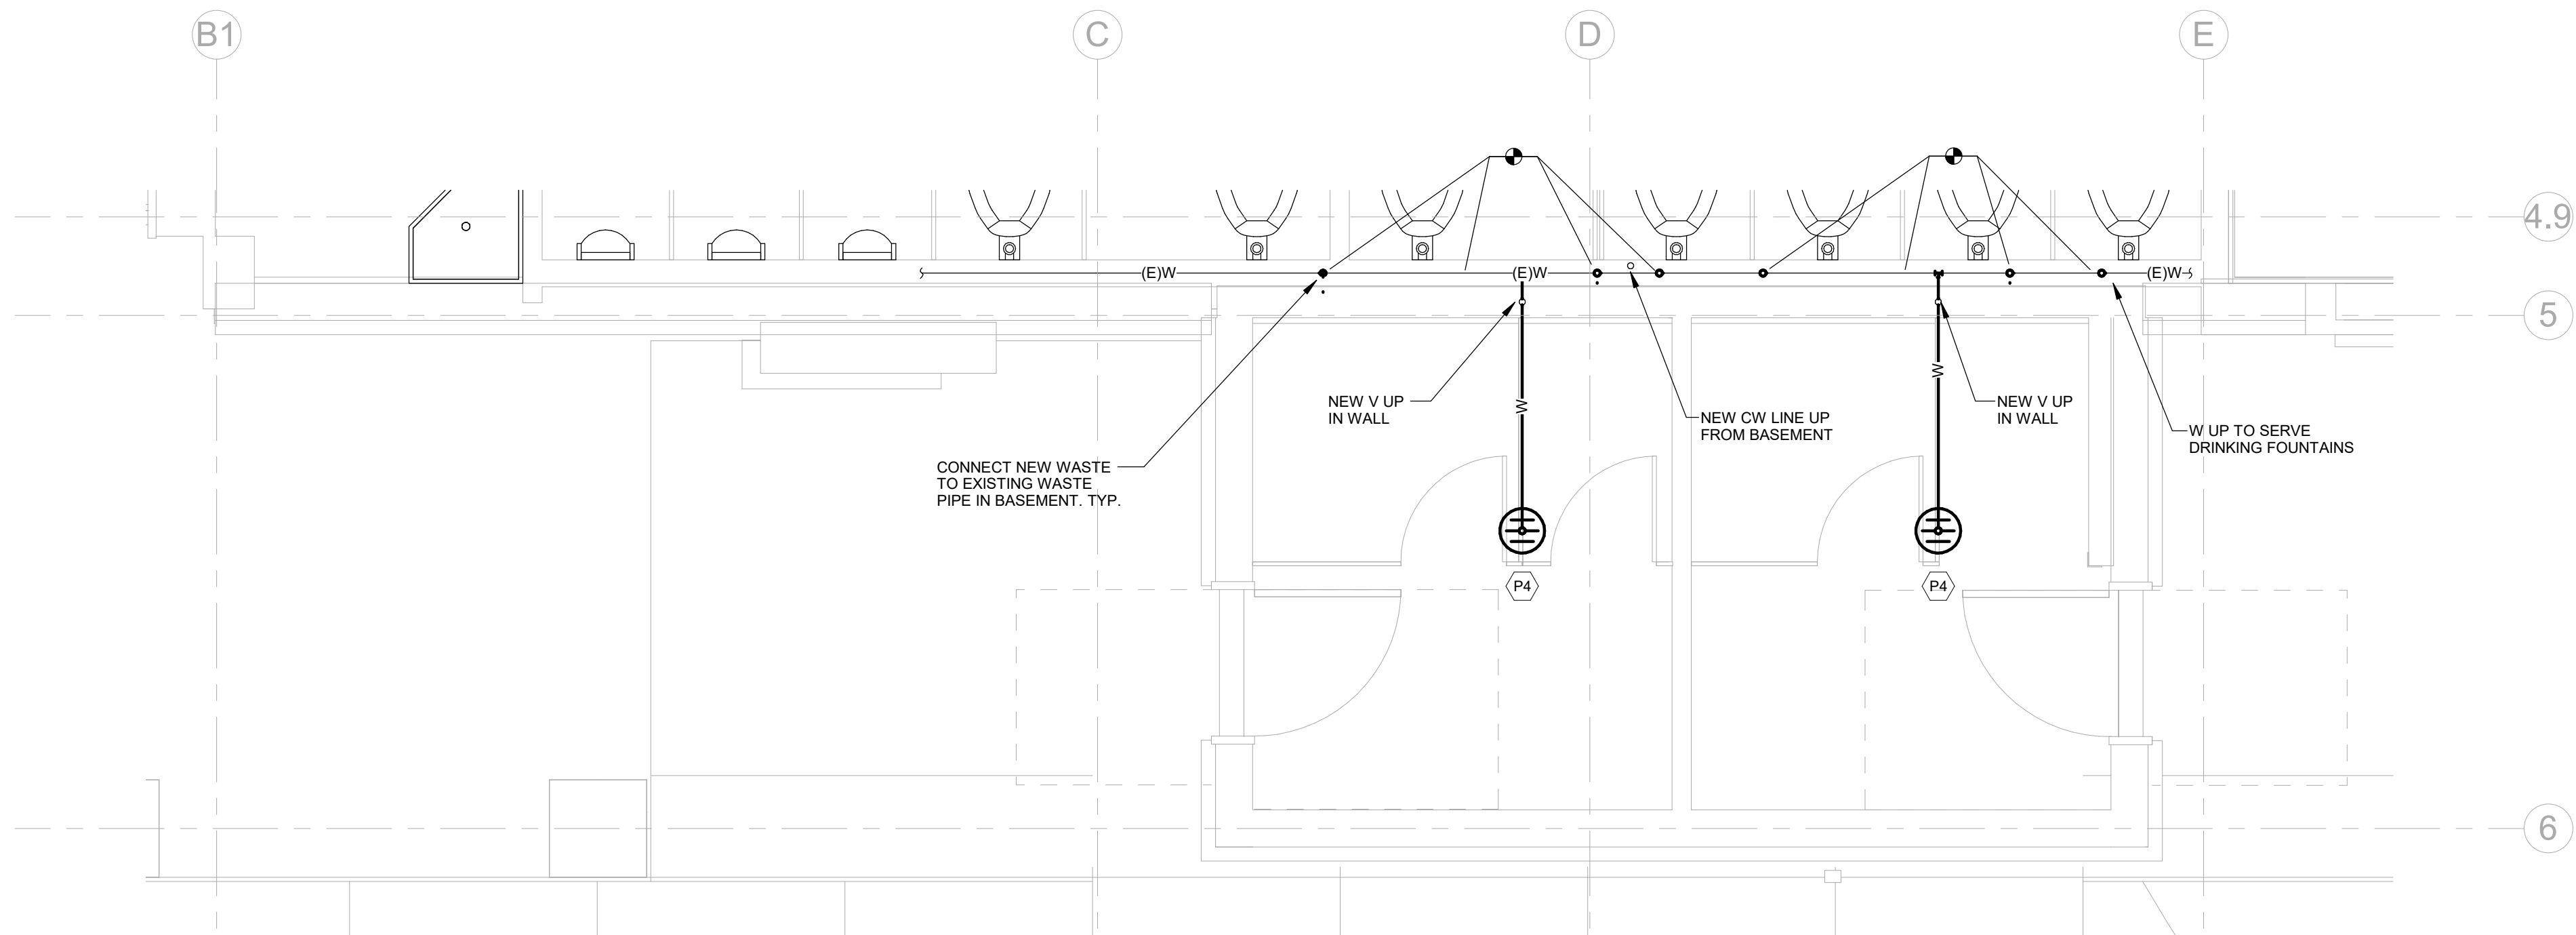 B1
C
D
E
4.9
(E)W
(E)W
(E)W
5
W
W
NEW V UP
IN WALL
NEW CW LINE UP
FROM BASEMENT
NEW V UP
IN WALL
W UP TO SERVE
DRINKING FOUNTAINS
CONNECT NEW WASTE
TO EXISTING WASTE
PIPE IN BASEMENT. TYP.
P4
P4
6